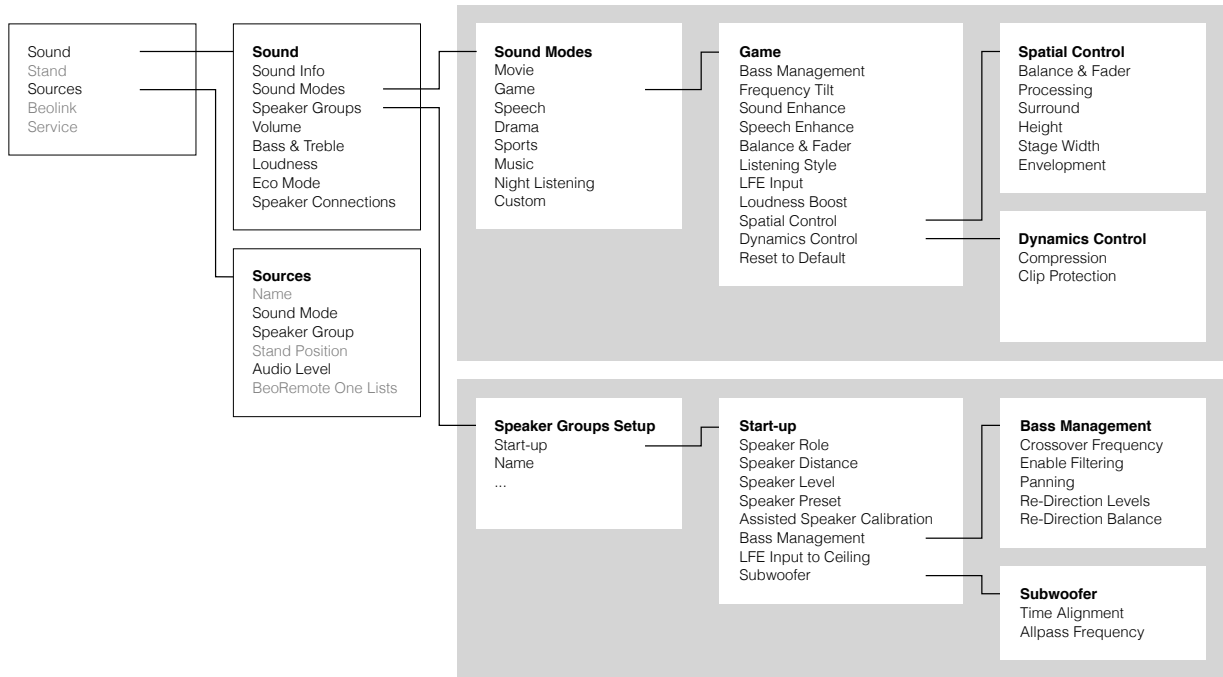 Sound
Stand
Sources
Beolink
Service
Sound
Sound Info
Sound Modes
Speaker Groups
Volume
Bass & Treble
Loudness
Eco Mode
Speaker Connections
Sources
Name
Sound Mode
Speaker Group
Stand Position
Audio Level
BeoRemote One Lists
Sound Modes
Movie
Game
Speech
Drama
Sports
Music
Night Listening
Custom
Game
Bass Management
Frequency Tilt
Sound Enhance
Speech Enhance
Balance & Fader
Listening Style
LFE Input
Loudness Boost
Spatial Control
Dynamics Control
Reset to Default
Spatial Control
Balance & Fader
Processing
Surround
Height
Stage Width
Envelopment
Dynamics Control
Compression
Clip Protection
Speaker Groups Setup
Start-up
Name
...
Start-up
Speaker Role
Speaker Distance
Speaker Level
Speaker Preset
Assisted Speaker Calibration
Bass Management
LFE Input to Ceiling
Subwoofer
Bass Management
Crossover Frequency
Enable Filtering
Panning
Re-Direction Levels
Re-Direction Balance
Subwoofer
Time Alignment
Allpass Frequency